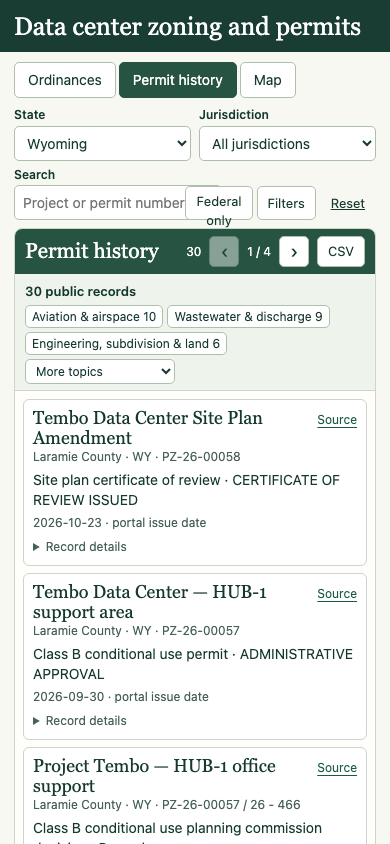 Data center zoning and permits
Ordinances
Permit history
Map
State
Jurisdiction
Wyoming
All jurisdictions
Search
Project or permit number
Federal only
Filters
Reset
Permit history
30
‹
1 / 4
›
CSV
30 public records
Aviation & airspace 10
Wastewater & discharge 9
Engineering, subdivision & land 6
More topics
Tembo Data Center Site Plan
Amendment
Source
Laramie County · WY · PZ-26-00058
Site plan certificate of review · CERTIFICATE OF
REVIEW ISSUED
2026-10-23 · portal issue date
▶ Record details
Tembo Data Center — HUB-1
support area
Source
Laramie County · WY · PZ-26-00057
Class B conditional use permit · ADMINISTRATIVE
APPROVAL
2026-09-30 · portal issue date
▶ Record details
Project Tembo — HUB-1 office
support
Source
Laramie County · WY · PZ-26-00057 / 26 - 466
Class B conditional use planning commission